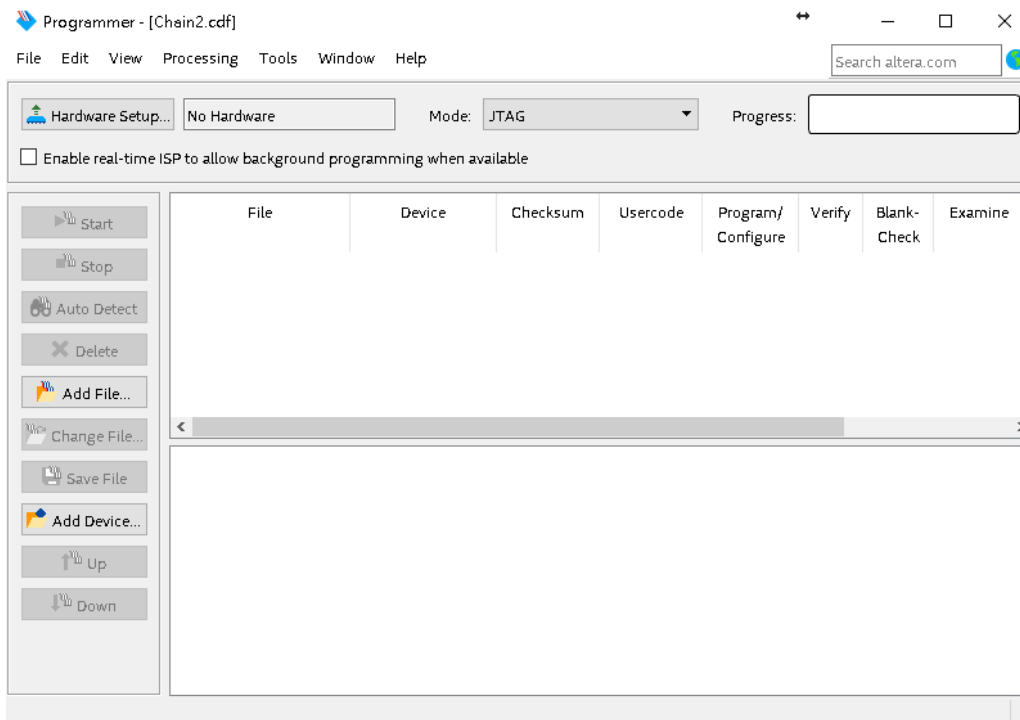 Programmer - [Chain2.cdf]
File Edit View Processing Tools Window Help
Search altera.com
Hardware Setup... No Hardware Mode: JTAG Progress:
Enable real-time ISP to allow background programming when available
File Device Checksum Usercode Program/ Verify Blank- Examine
Configure Check
Start
Stop
Auto Detect
Delete
Add File...
Change File...
Save File
Add Device...
Up
Down